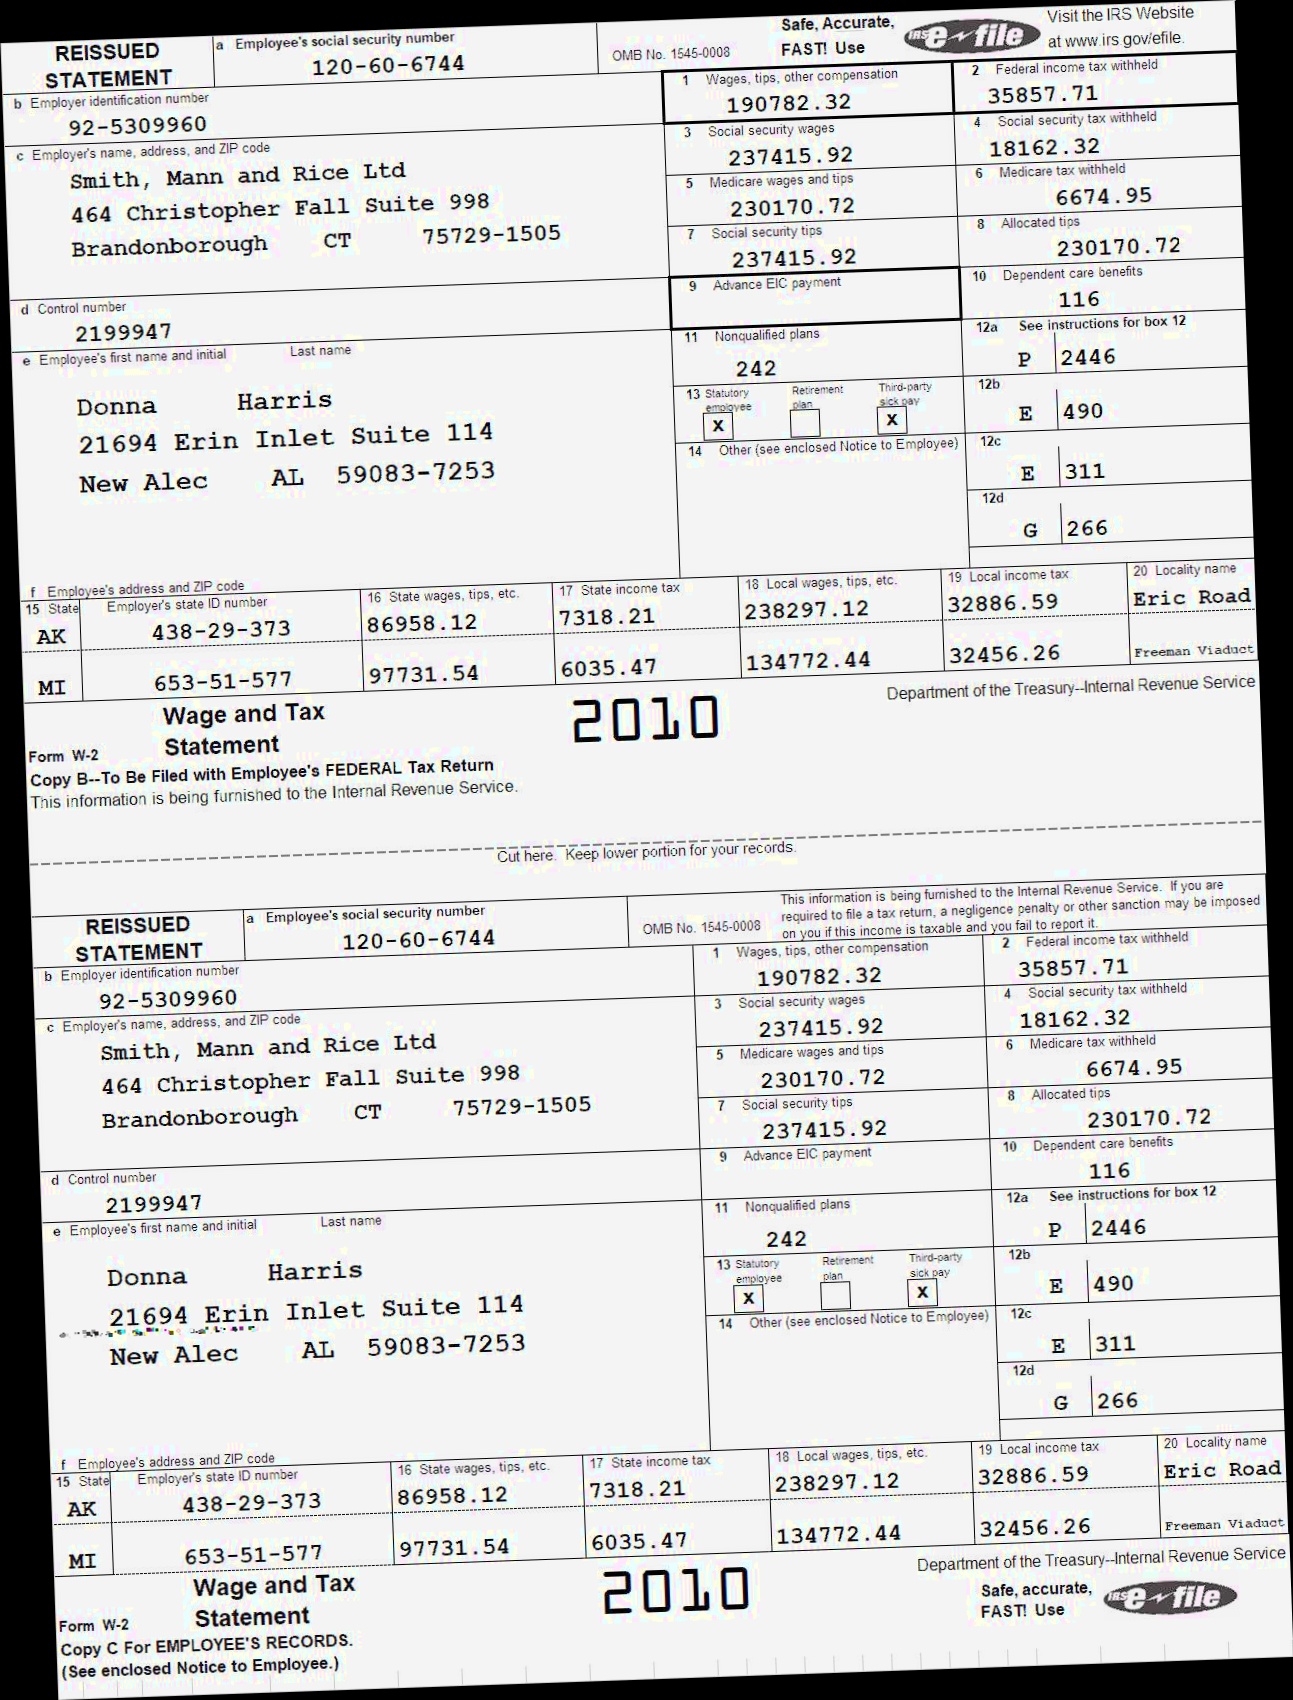 REISSUED STATEMENT
a Employee's social security number
120-60-6744
OMB No. 1545-0008
Safe, Accurate,
FAST! Use
IRS e-file
Visit the IRS Website
at www.irs.gov/efile.
b Employer identification number
92-5309960
1 Wages, tips, other compensation
190782.32
2 Federal income tax withheld
35857.71
c Employer's name, address, and ZIP code
Smith, Mann and Rice Ltd
464 Christopher Fall Suite 998
Brandonborough CT 75729-1505
3 Social security wages
237415.92
4 Social security tax withheld
18162.32
5 Medicare wages and tips
230170.72
6 Medicare tax withheld
6674.95
7 Social security tips
237415.92
8 Allocated tips
230170.72
d Control number
2199947
9 Advance EIC payment
10 Dependent care benefits
116
e Employee's first name and initial Last name
Donna Harris
21694 Erin Inlet Suite 114
New Alec AL 59083-7253
11 Nonqualified plans
242
12a See instructions for box 12
P 2446
13 Statutory employee
X
Retirement plan
Third-party sick pay
X
12b
E 490
14 Other (see enclosed Notice to Employee)
12c
E 311
12d
G 266
f Employee's address and ZIP code
15 State Employer's state ID number
16 State wages, tips, etc.
17 State income tax
18 Local wages, tips, etc.
19 Local income tax
20 Locality name
AK 438-29-373 86958.12 7318.21 238297.12 32886.59 Eric Road
MI 653-51-577 97731.54 6035.47 134772.44 32456.26 Freeman Viaduct
Form W-2
Wage and Tax
Statement
2010
Department of the Treasury--Internal Revenue Service
Copy B--To Be Filed with Employee's FEDERAL Tax Return
This information is being furnished to the Internal Revenue Service.
Cut here. Keep lower portion for your records.
REISSUED STATEMENT
a Employee's social security number
120-60-6744
OMB No. 1545-0008
This information is being furnished to the Internal Revenue Service. If you are
required to file a tax return, a negligence penalty or other sanction may be imposed
on you if this income is taxable and you fail to report it.
b Employer identification number
92-5309960
1 Wages, tips, other compensation
190782.32
2 Federal income tax withheld
35857.71
c Employer's name, address, and ZIP code
Smith, Mann and Rice Ltd
464 Christopher Fall Suite 998
Brandonborough CT 75729-1505
3 Social security wages
237415.92
4 Social security tax withheld
18162.32
5 Medicare wages and tips
230170.72
6 Medicare tax withheld
6674.95
7 Social security tips
237415.92
8 Allocated tips
230170.72
d Control number
2199947
9 Advance EIC payment
10 Dependent care benefits
116
e Employee's first name and initial Last name
Donna Harris
21694 Erin Inlet Suite 114
New Alec AL 59083-7253
11 Nonqualified plans
242
12a See instructions for box 12
P 2446
13 Statutory employee
X
Retirement plan
Third-party sick pay
X
12b
E 490
14 Other (see enclosed Notice to Employee)
12c
E 311
12d
G 266
f Employee's address and ZIP code
15 State Employer's state ID number
16 State wages, tips, etc.
17 State income tax
18 Local wages, tips, etc.
19 Local income tax
20 Locality name
AK 438-29-373 86958.12 7318.21 238297.12 32886.59 Eric Road
MI 653-51-577 97731.54 6035.47 134772.44 32456.26 Freeman Viaduct
Form W-2
Wage and Tax
Statement
2010
Department of the Treasury--Internal Revenue Service
Safe, accurate,
FAST! Use
IRS e-file
Copy C For EMPLOYEE'S RECORDS.
(See enclosed Notice to Employee.)